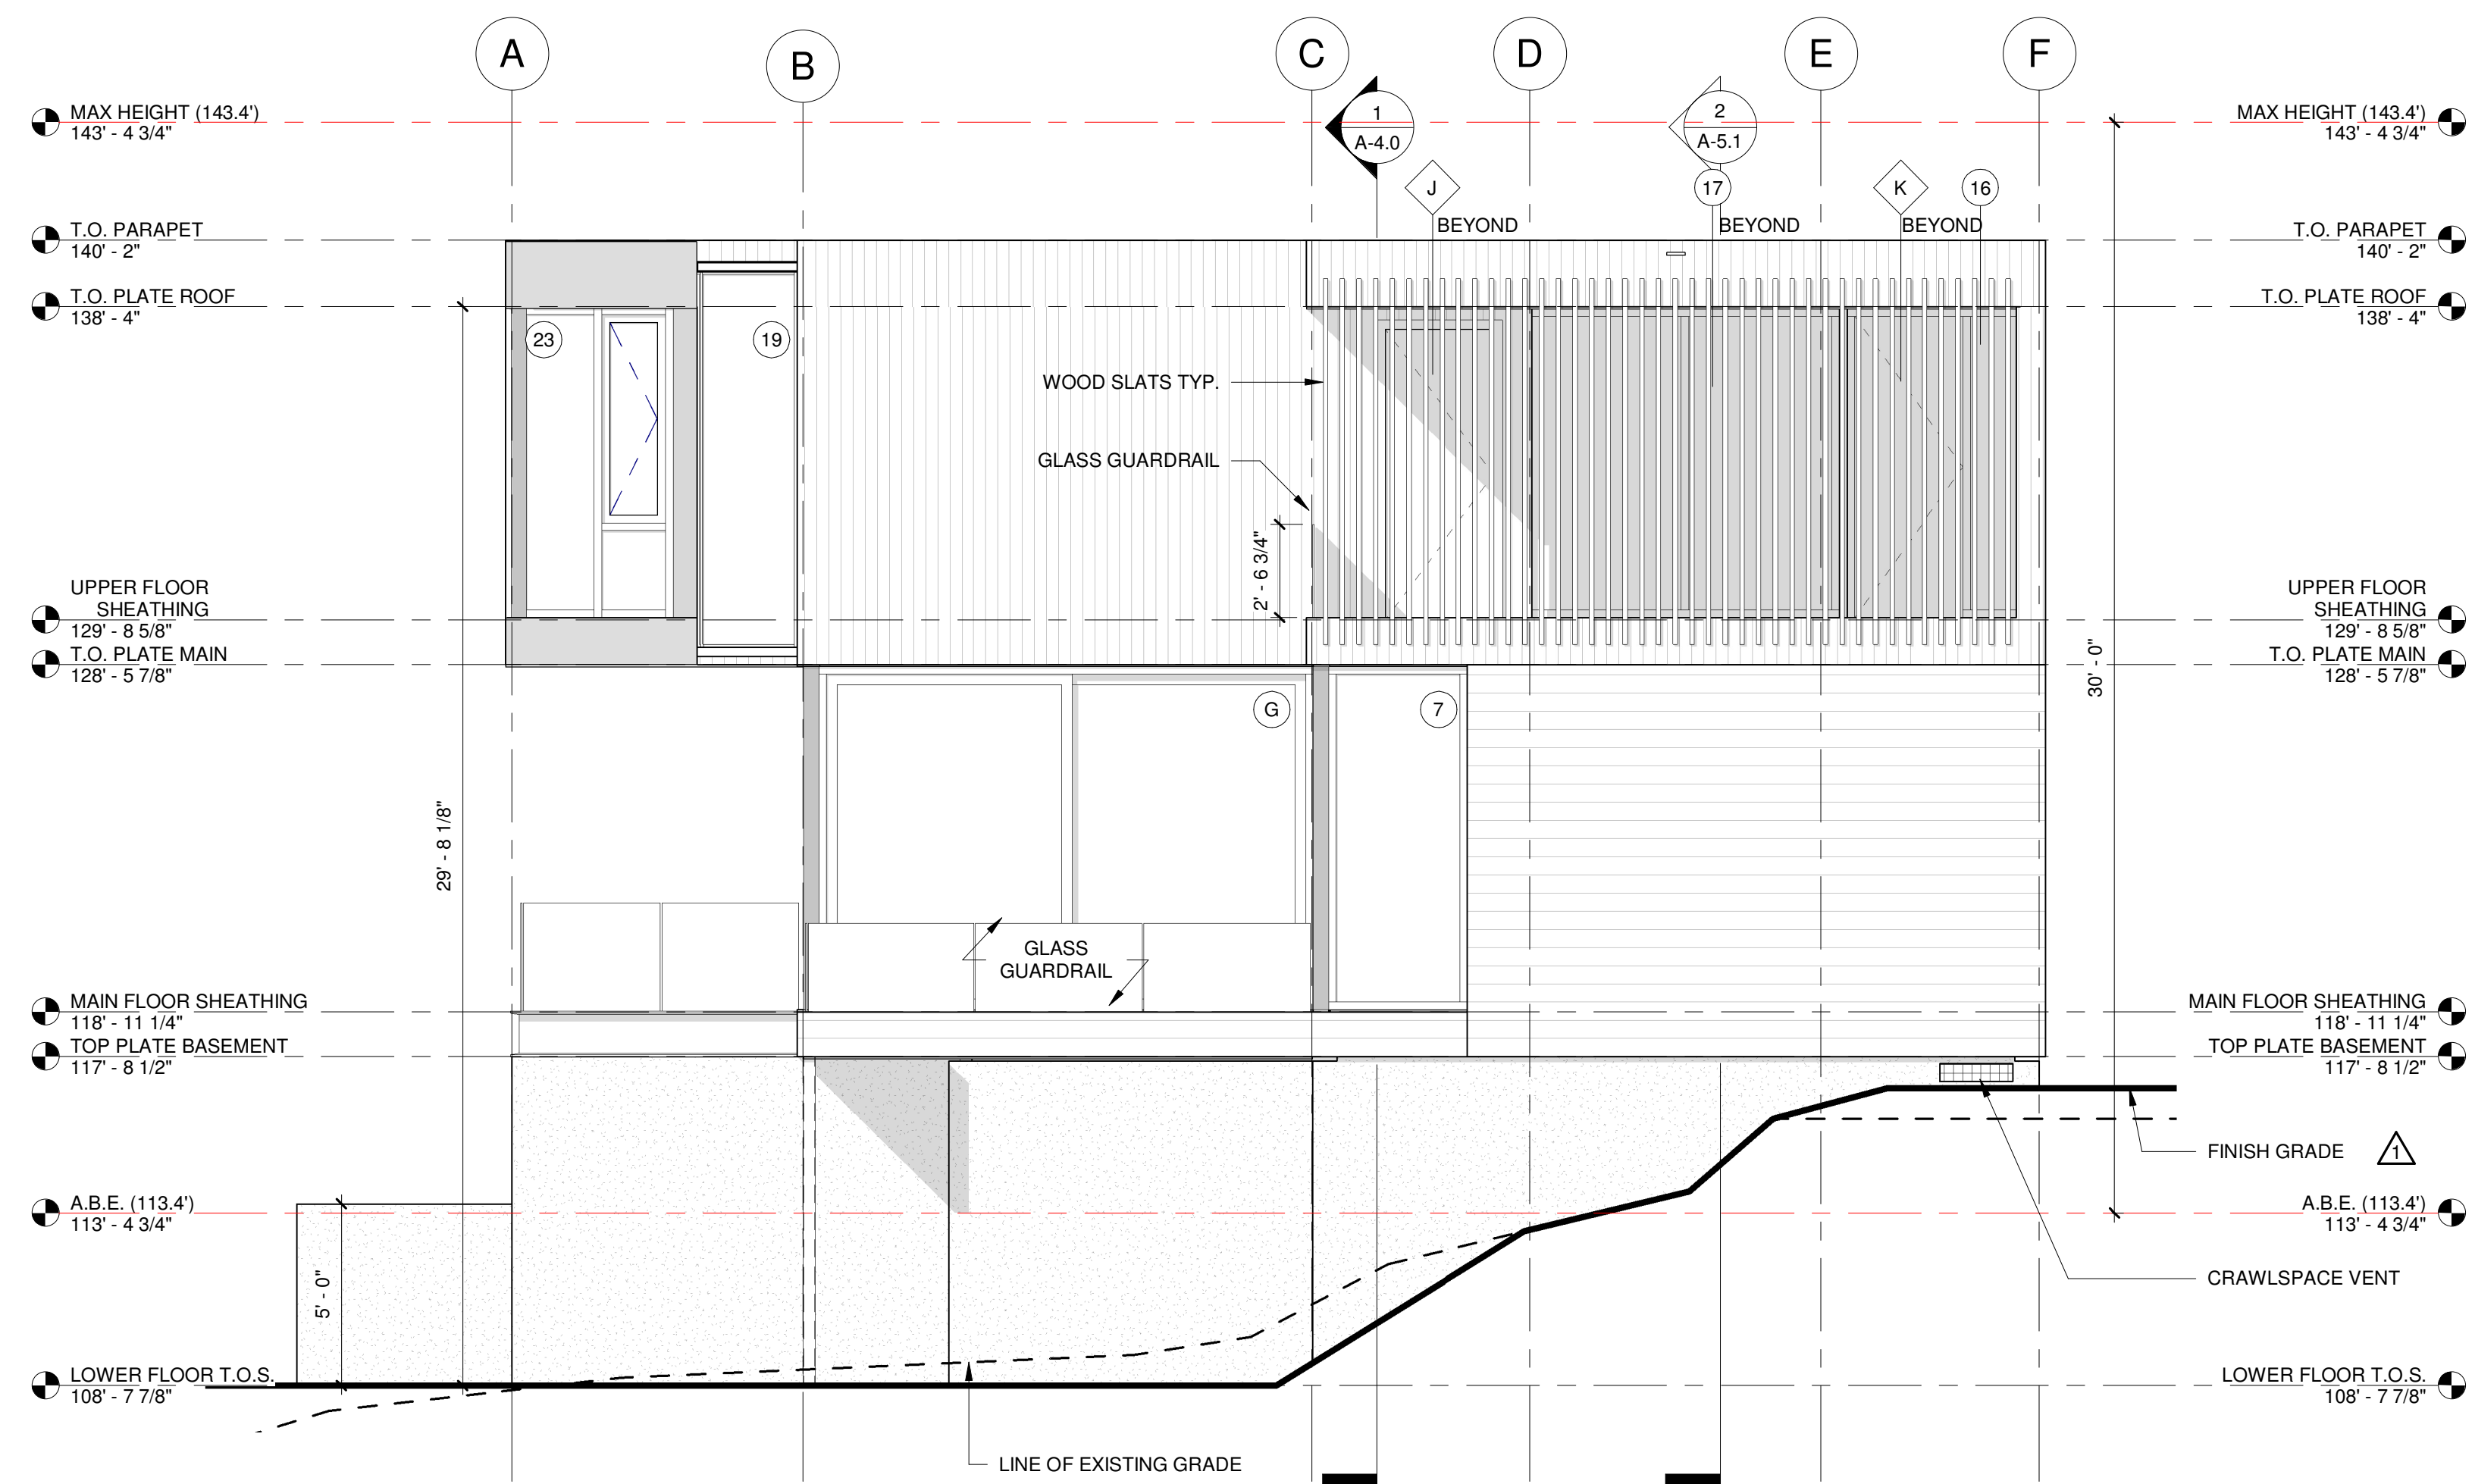 A
B
C
D
E
F
MAX HEIGHT (143.4')
143' - 4 3/4"
1
A-4.0
2
A-5.1
MAX HEIGHT (143.4')
143' - 4 3/4"
J
17
K
16
BEYOND
BEYOND
BEYOND
T.O. PARAPET
140' - 2"
T.O. PARAPET
140' - 2"
T.O. PLATE ROOF
138' - 4"
T.O. PLATE ROOF
138' - 4"
23
19
WOOD SLATS TYP.
GLASS GUARDRAIL
2' - 6 3/4"
UPPER FLOOR
SHEATHING
129' - 8 5/8"
UPPER FLOOR
SHEATHING
129' - 8 5/8"
T.O. PLATE MAIN
128' - 5 7/8"
T.O. PLATE MAIN
128' - 5 7/8"
30' - 0"
G
7
29' - 8 1/8"
GLASS
GUARDRAIL
MAIN FLOOR SHEATHING
118' - 11 1/4"
MAIN FLOOR SHEATHING
118' - 11 1/4"
TOP PLATE BASEMENT
117' - 8 1/2"
TOP PLATE BASEMENT
117' - 8 1/2"
FINISH GRADE
1
A.B.E. (113.4')
113' - 4 3/4"
A.B.E. (113.4')
113' - 4 3/4"
5' - 0"
CRAWLSPACE VENT
LOWER FLOOR T.O.S.
108' - 7 7/8"
LOWER FLOOR T.O.S.
108' - 7 7/8"
LINE OF EXISTING GRADE